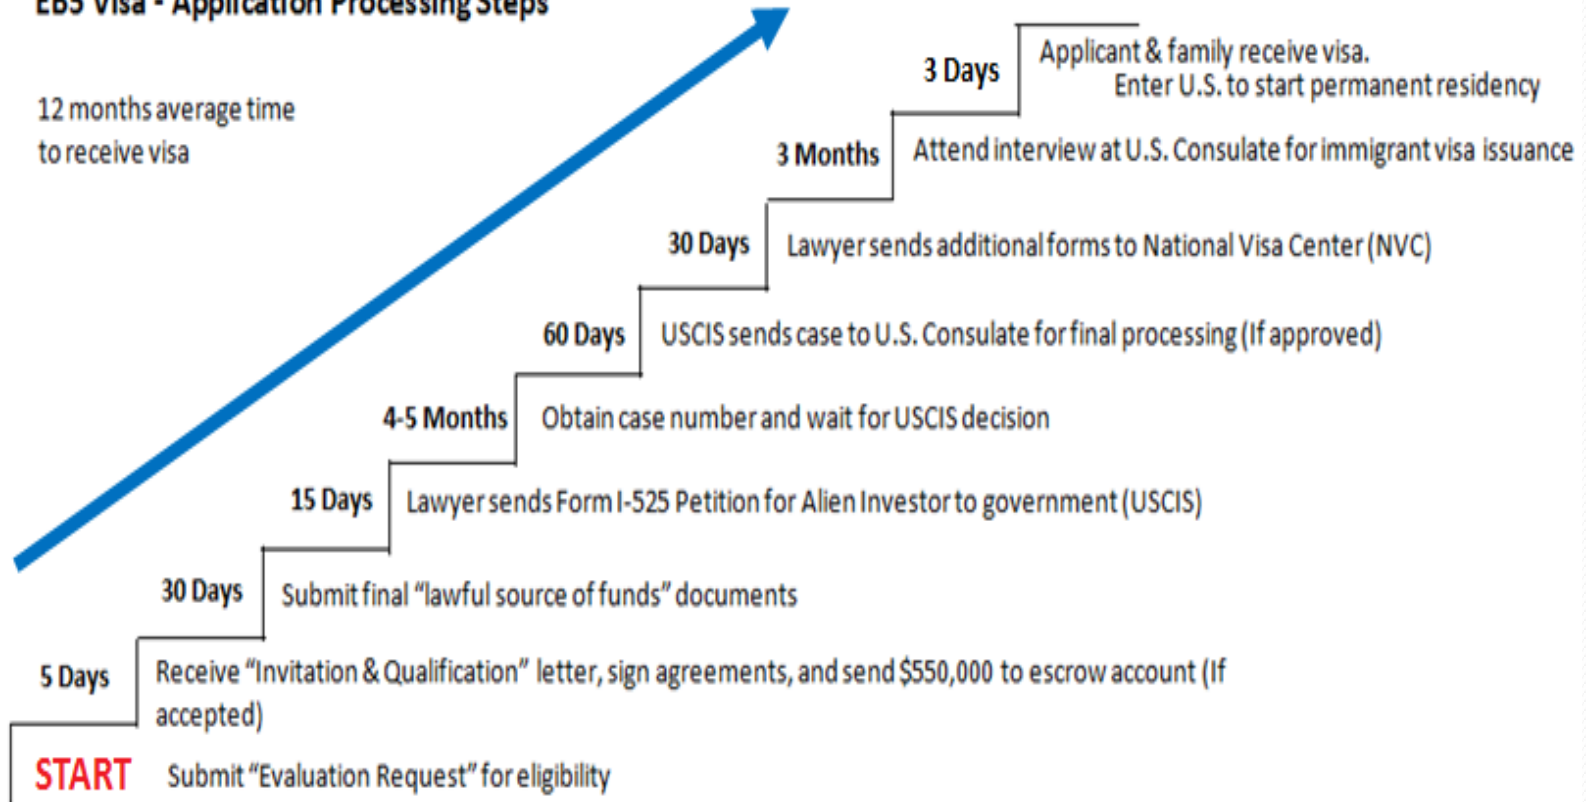 EB5 Visa - Application Processing Steps
12 months average time
to receive visa
3 Days
Applicant & family receive visa.
Enter U.S. to start permanent residency
3 Months
Attend interview at U.S. Consulate for immigrant visa issuance
30 Days
Lawyer sends additional forms to National Visa Center (NVC)
60 Days
USCIS sends case to U.S. Consulate for final processing (If approved)
4-5 Months
Obtain case number and wait for USCIS decision
15 Days
Lawyer sends Form I-525 Petition for Alien Investor to government (USCIS)
30 Days
Submit final “lawful source of funds” documents
5 Days
Receive “Invitation & Qualification” letter, sign agreements, and send $550,000 to escrow account (If
accepted)
START
Submit “Evaluation Request” for eligibility